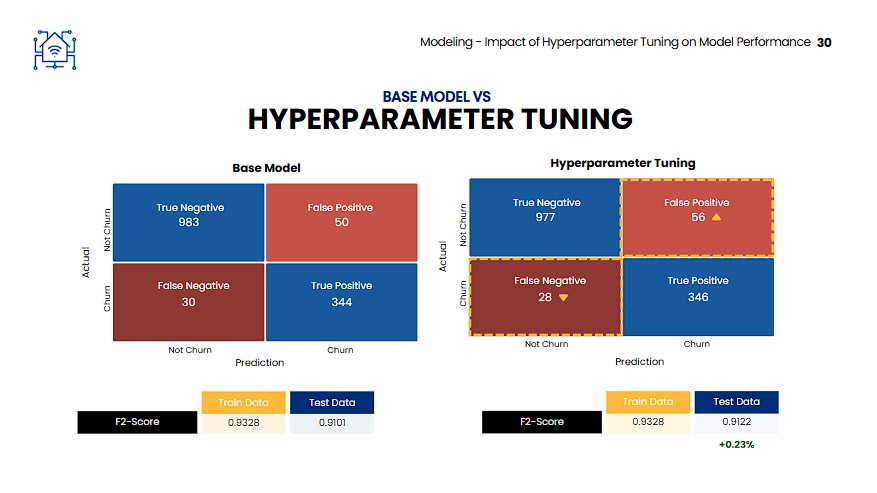 Modeling - Impact of Hyperparameter Tuning on Model Performance 30
BASE MODEL VS
HYPERPARAMETER TUNING
Base Model
Actual
Not Churn
Churn
True Negative
983
False Positive
50
False Negative
30
True Positive
344
Not Churn
Churn
Prediction
Train Data
Test Data
F2-Score
0.9328
0.9101
Hyperparameter Tuning
Actual
Not Churn
Churn
True Negative
977
False Positive
56
False Negative
28
True Positive
346
Not Churn
Churn
Prediction
Train Data
Test Data
F2-Score
0.9328
0.9122
+0.23%